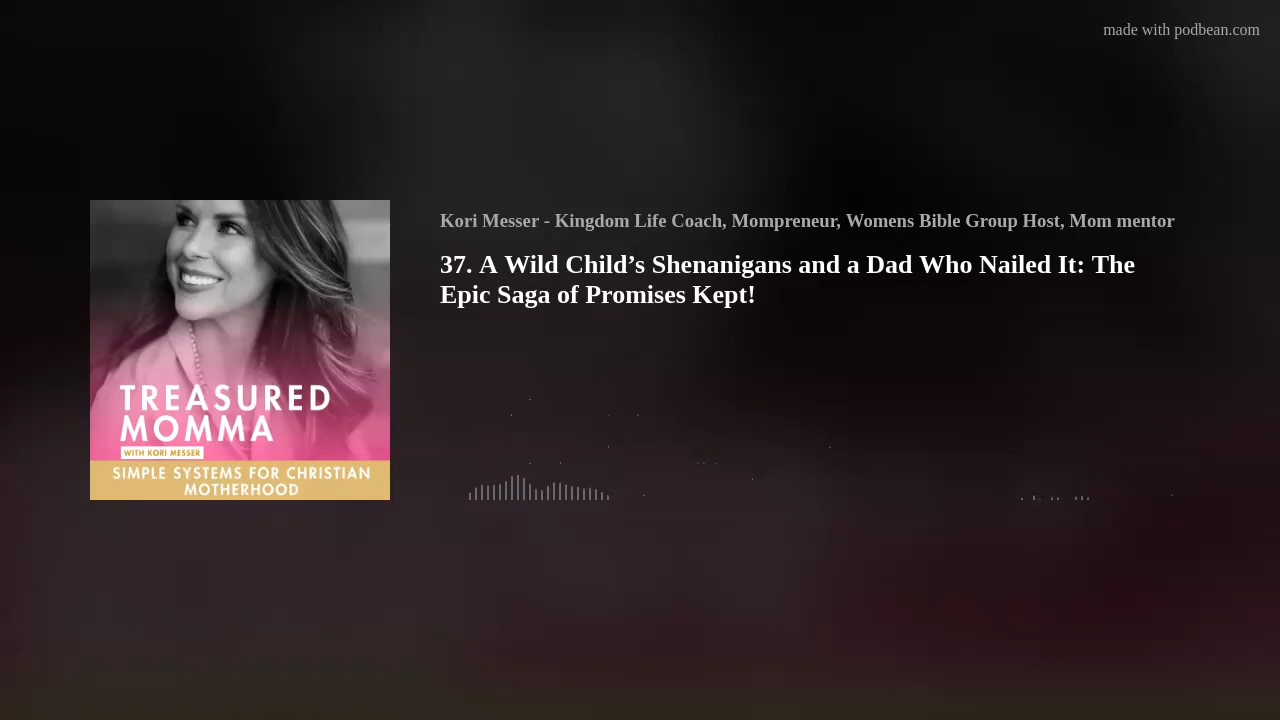 made with podbean.com
Kori Messer - Kingdom Life Coach, Mompreneur, Womens Bible Group Host, Mom mentor
37. A Wild Child’s Shenanigans and a Dad Who Nailed It: The
Epic Saga of Promises Kept!
TREASURED
MOMMA
WITH KORI MESSER
SIMPLE SYSTEMS FOR CHRISTIAN
MOTHERHOOD